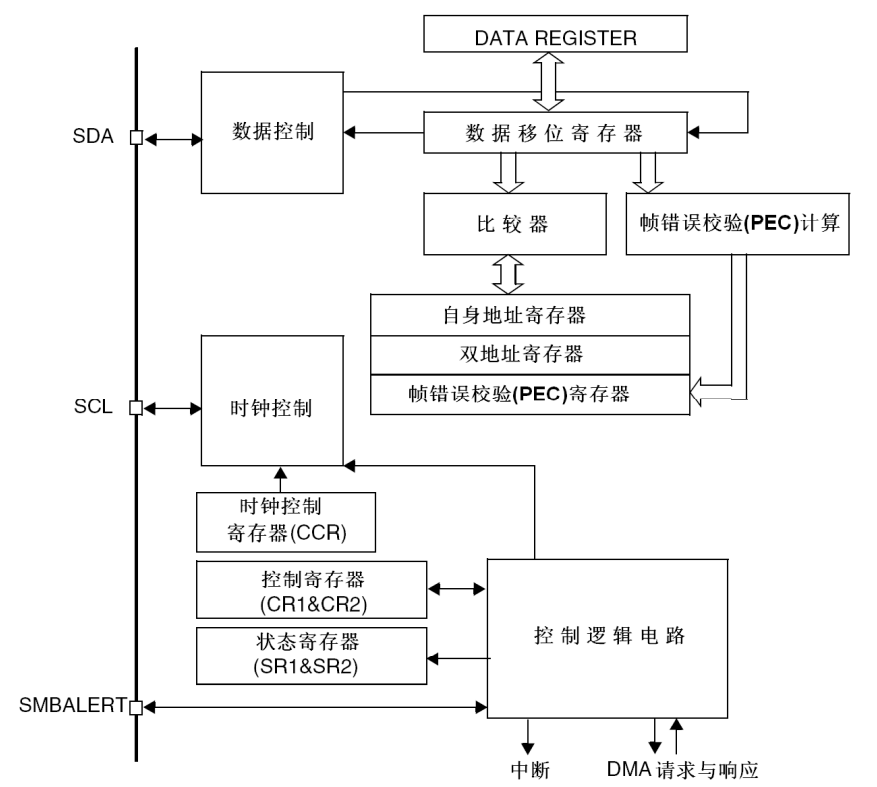 DATA REGISTER
SDA
数据控制
数据移位寄存器
比较器
帧错误校验(PEC)计算
自身地址寄存器
双地址寄存器
帧错误校验(PEC)寄存器
SCL
时钟控制
时钟控制
寄存器(CCR)
控制寄存器
(CR1&CR2)
控制逻辑电路
状态寄存器
(SR1&SR2)
SMBALERT
中断
DMA 请求与响应